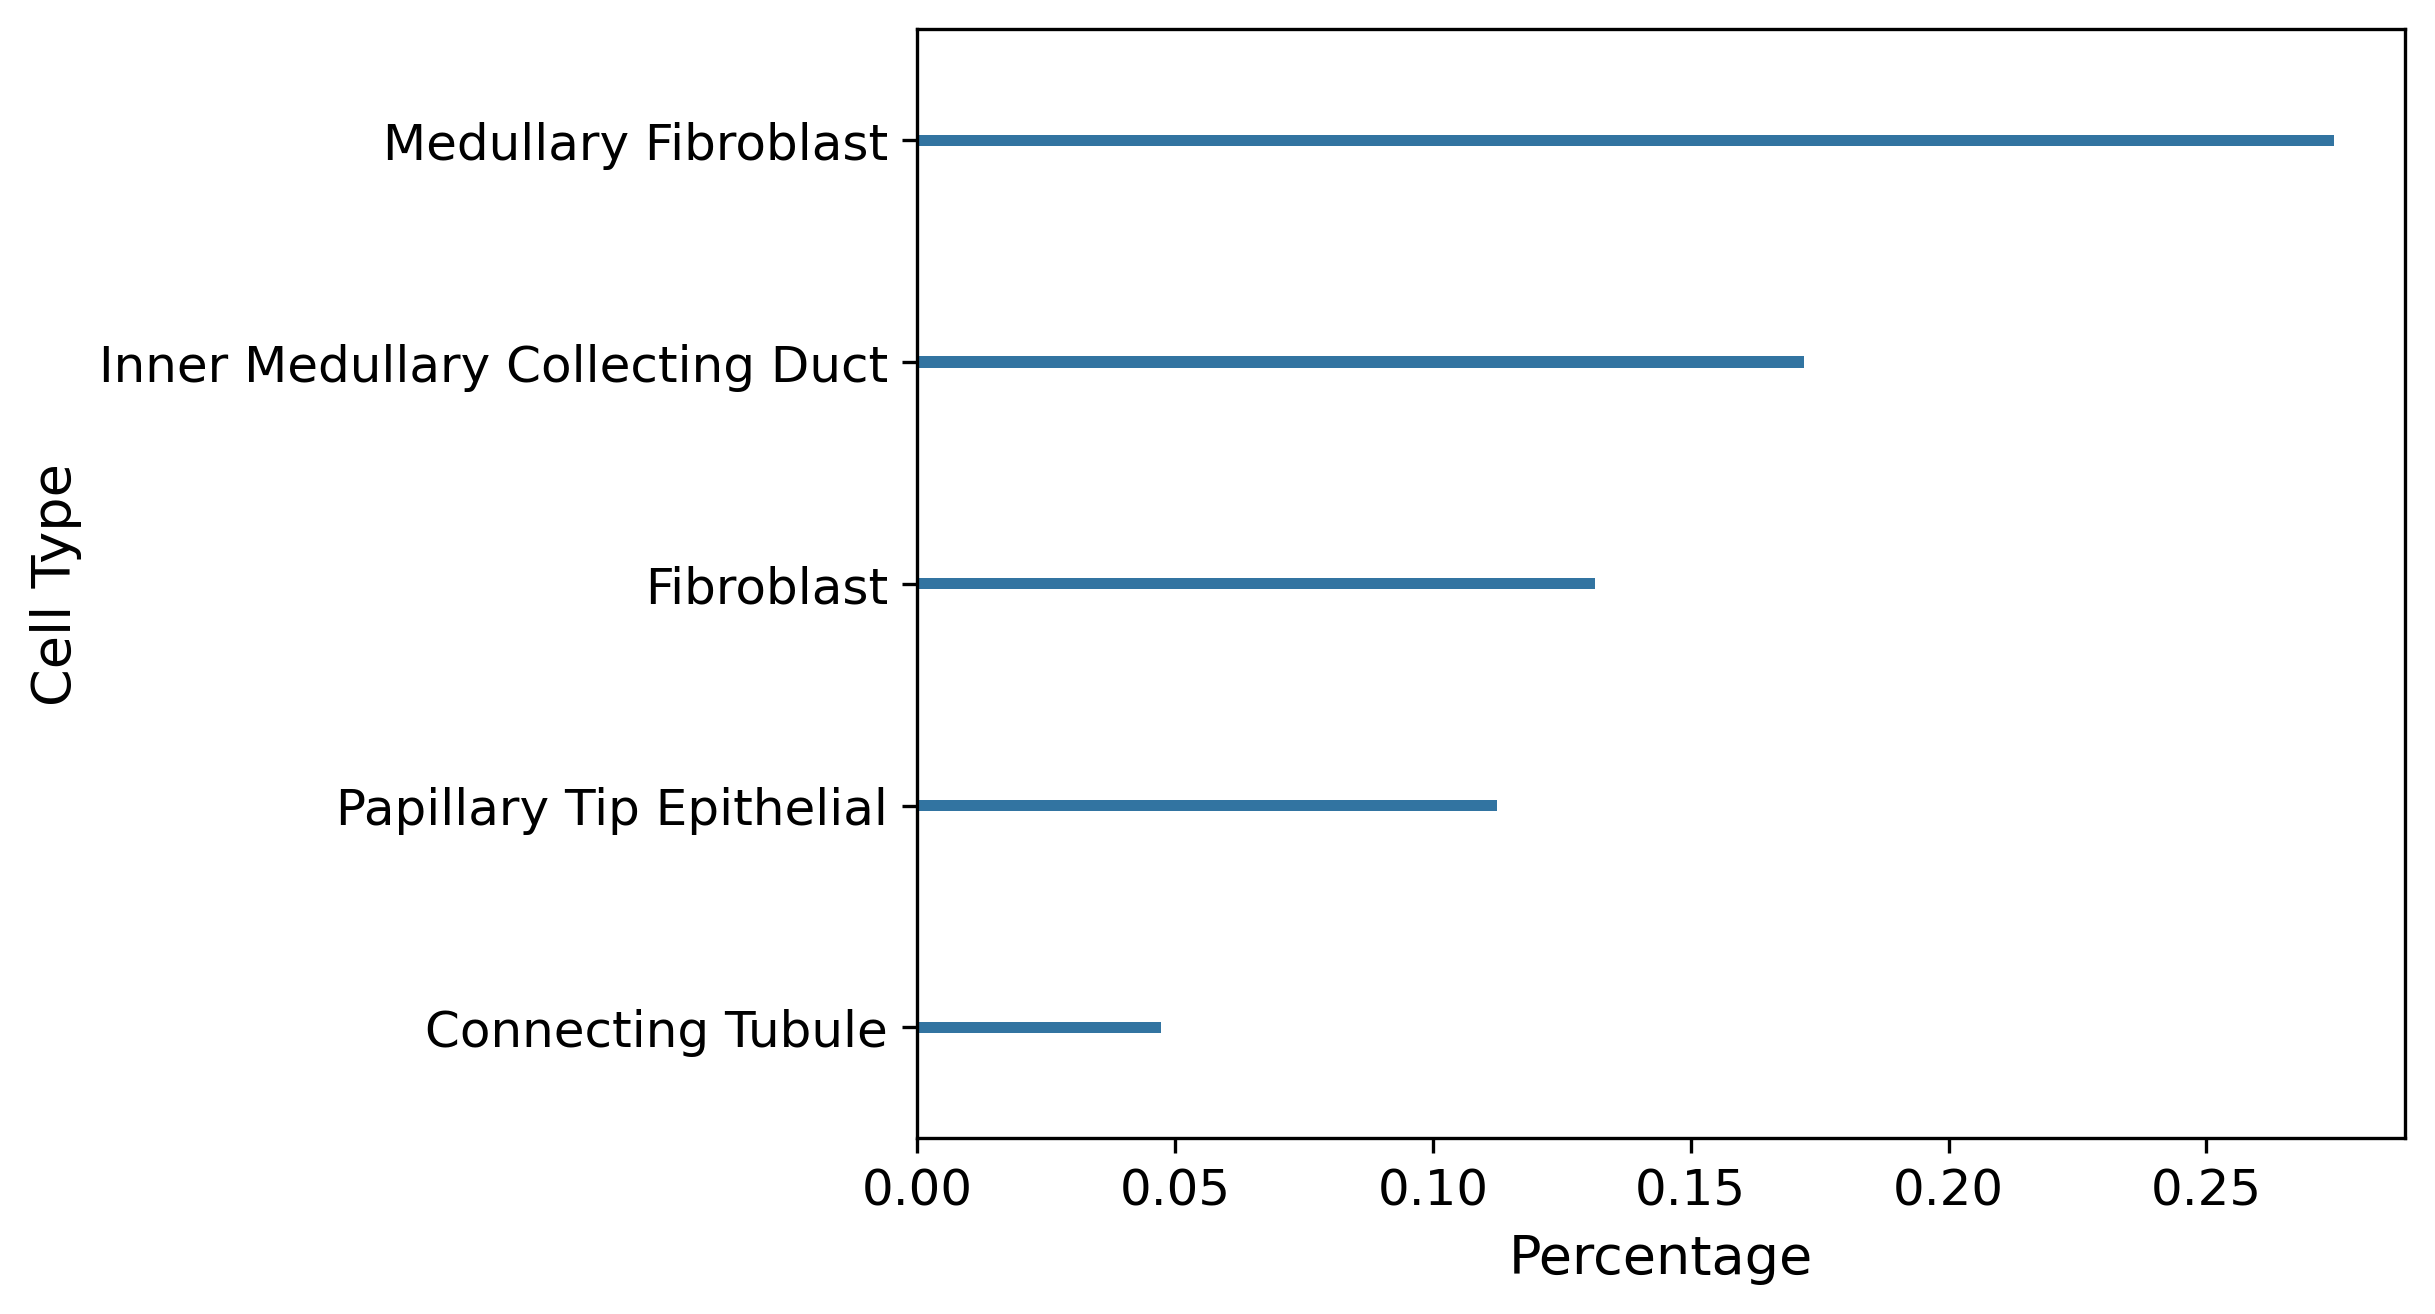 Medullary Fibroblast
Inner Medullary Collecting Duct
Fibroblast
Papillary Tip Epithelial
Connecting Tubule
Cell Type
0.00 0.05 0.10 0.15 0.20 0.25
Percentage